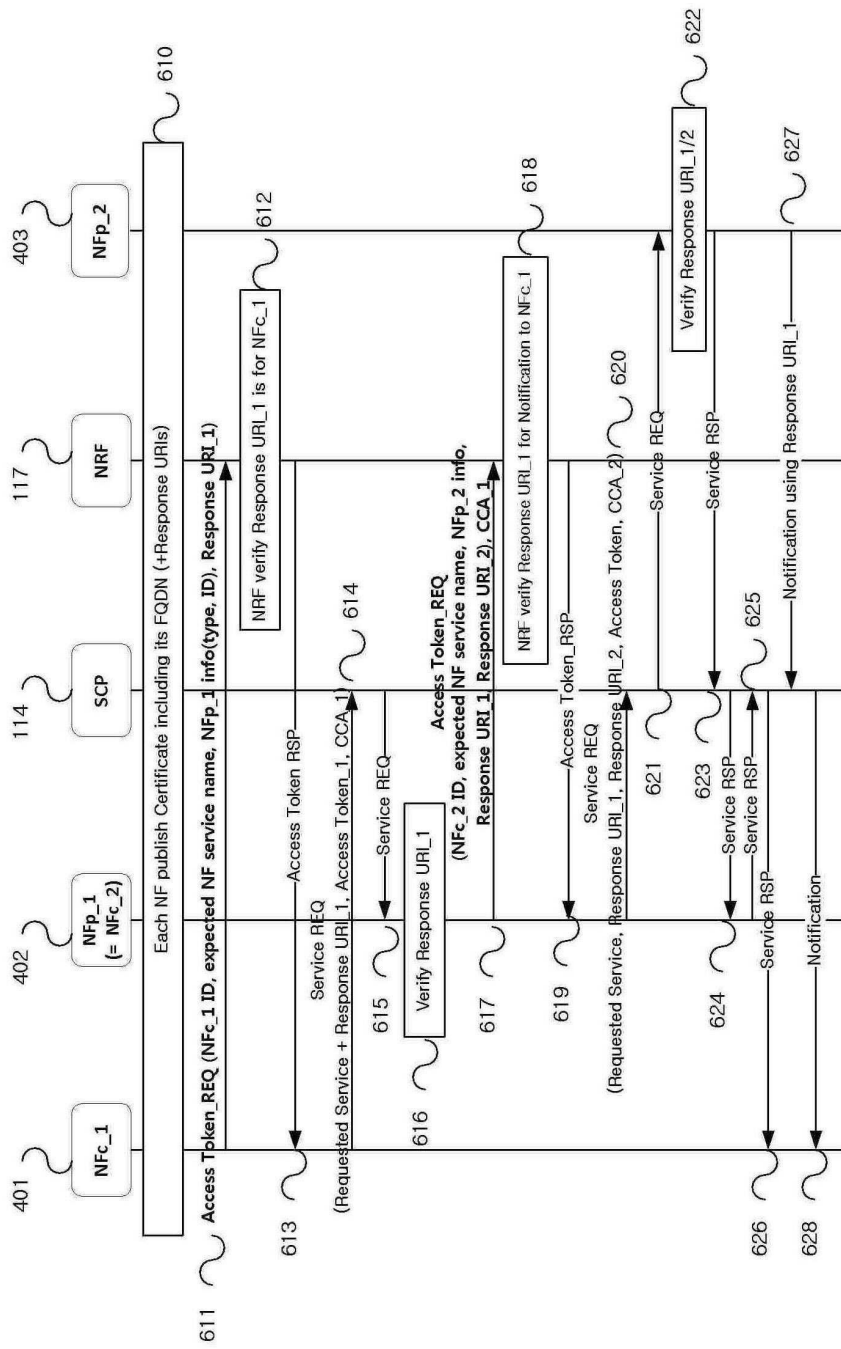 401
402
114
117
403
NFc_1
NFp_1
(= NFc_2)
SCP
NRF
NFp_2
Each NF publish Certificate including its FQDN (+Response URIs)
610
611
Access Token_REQ (NFc_1 ID, expected NF service name, NFp_1 info(type, ID), Response URI_1)
NRF verify Response URI_1 is for NFc_1
612
Access Token RSP
613
Service REQ
(Requested Service + Response URI_1, Access Token_1, CCA_1)
614
Service REQ
615
Verify Response URI_1
616
Access Token_REQ
(NFc_2 ID, expected NF service name, NFp_2 info,
Response URI_1, Response URI_2), CCA_1
617
NRF verify Response URI_1 for Notification to NFc_1
618
Access Token_RSP
619
Service REQ
(Requested Service, Response URI_1, Response URI_2, Access Token, CCA_2)
620
Service REQ
621
Verify Response URI_1/2
622
Service RSP
623
Service RSP
624
Service RSP
625
Service RSP
626
Notification using Response URI_1
627
Notification
628